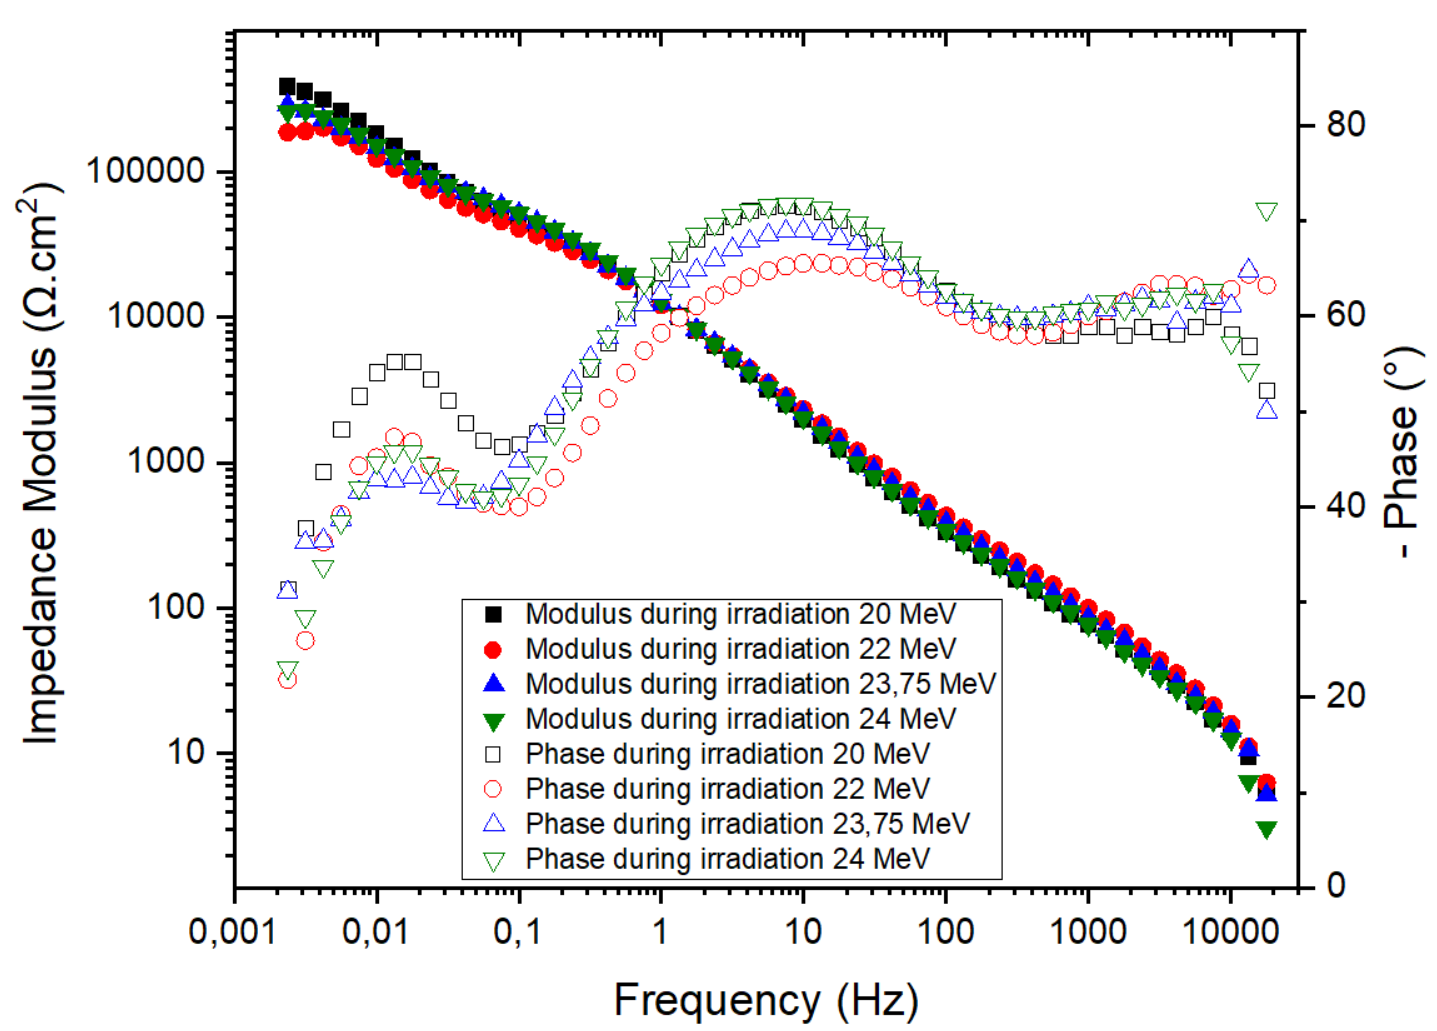 Impedance Modulus (Ω.cm²)
100000
10000
1000
100
10
80
60
40
20
0
- Phase (°)
Modulus during irradiation 20 MeV
Modulus during irradiation 22 MeV
Modulus during irradiation 23,75 MeV
Modulus during irradiation 24 MeV
Phase during irradiation 20 MeV
Phase during irradiation 22 MeV
Phase during irradiation 23,75 MeV
Phase during irradiation 24 MeV
0,001 0,01 0,1 1 10 100 1000 10000
Frequency (Hz)